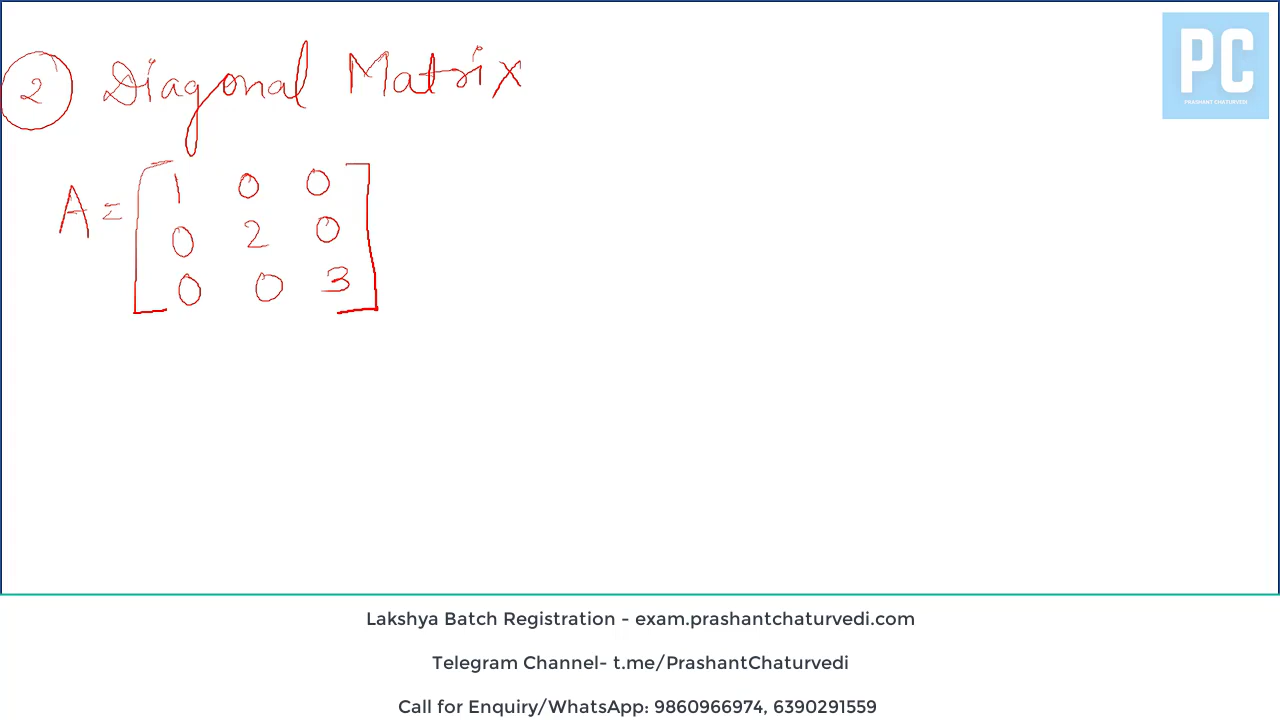 PC
PRASHANT CHATURVEDI
2 Diagonal Matrix
A = [1 0 0
0 2 0
0 0 3]
Lakshya Batch Registration - exam.prashantchaturvedi.com
Telegram Channel- t.me/PrashantChaturvedi
Call for Enquiry/WhatsApp: 9860966974, 6390291559